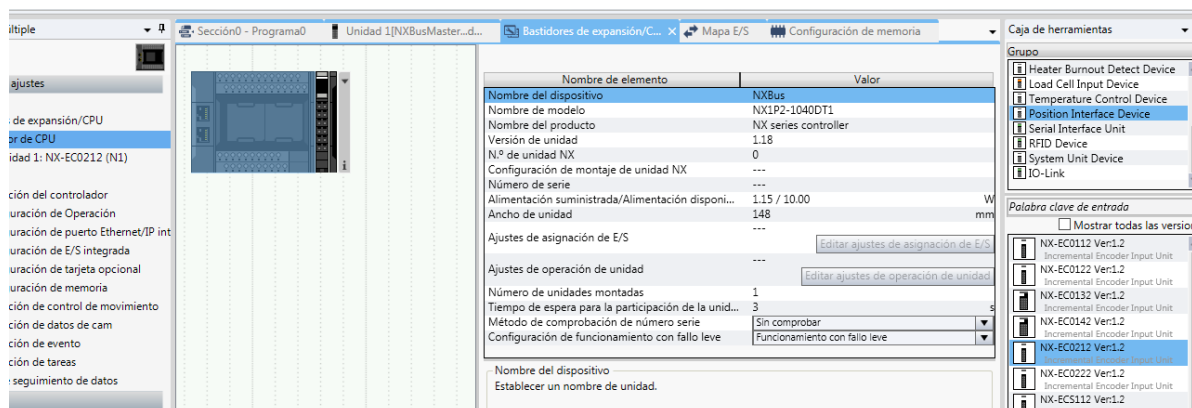 últiple
ajustes
s de expansión/CPU
or de CPU
idad 1: NX-EC0212 (N1)
ción del controlador
uración de Operación
uración de puerto Ethernet/IP int
uración de E/S integrada
uración de tarjeta opcional
uración de memoria
ción de control de movimiento
ción de datos de cam
ción de evento
ción de tareas
seguimiento de datos
Sección0 - Programa0
Unidad 1[NXBusMaster...d...
Bastidores de expansión/C...
Mapa E/S
Configuración de memoria
Nombre de elemento Valor
Nombre del dispositivo NXBus
Nombre de modelo NX1P2-1040DT1
Nombre del producto NX series controller
Versión de unidad 1.18
N.º de unidad NX 0
Configuración de montaje de unidad NX ---
Número de serie ---
Alimentación suministrada/Alimentación disponi... 1.15 / 10.00 W
Ancho de unidad 148 mm
Ajustes de asignación de E/S --- Editar ajustes de asignación de E/S
Ajustes de operación de unidad --- Editar ajustes de operación de unidad
Número de unidades montadas 1
Tiempo de espera para la participación de la unid... 3 s
Método de comprobación de número serie Sin comprobar
Configuración de funcionamiento con fallo leve Funcionamiento con fallo leve
Nombre del dispositivo
Establecer un nombre de unidad.
Caja de herramientas
Grupo
Heater Burnout Detect Device
Load Cell Input Device
Temperature Control Device
Position Interface Device
Serial Interface Unit
RFID Device
System Unit Device
IO-Link
Palabra clave de entrada
Mostrar todas las version
NX-EC0112 Ver:1.2
Incremental Encoder Input Unit
NX-EC0122 Ver:1.2
Incremental Encoder Input Unit
NX-EC0132 Ver:1.2
Incremental Encoder Input Unit
NX-EC0142 Ver:1.2
Incremental Encoder Input Unit
NX-EC0212 Ver:1.2
Incremental Encoder Input Unit
NX-EC0222 Ver:1.2
Incremental Encoder Input Unit
NX-ECS112 Ver:1.2